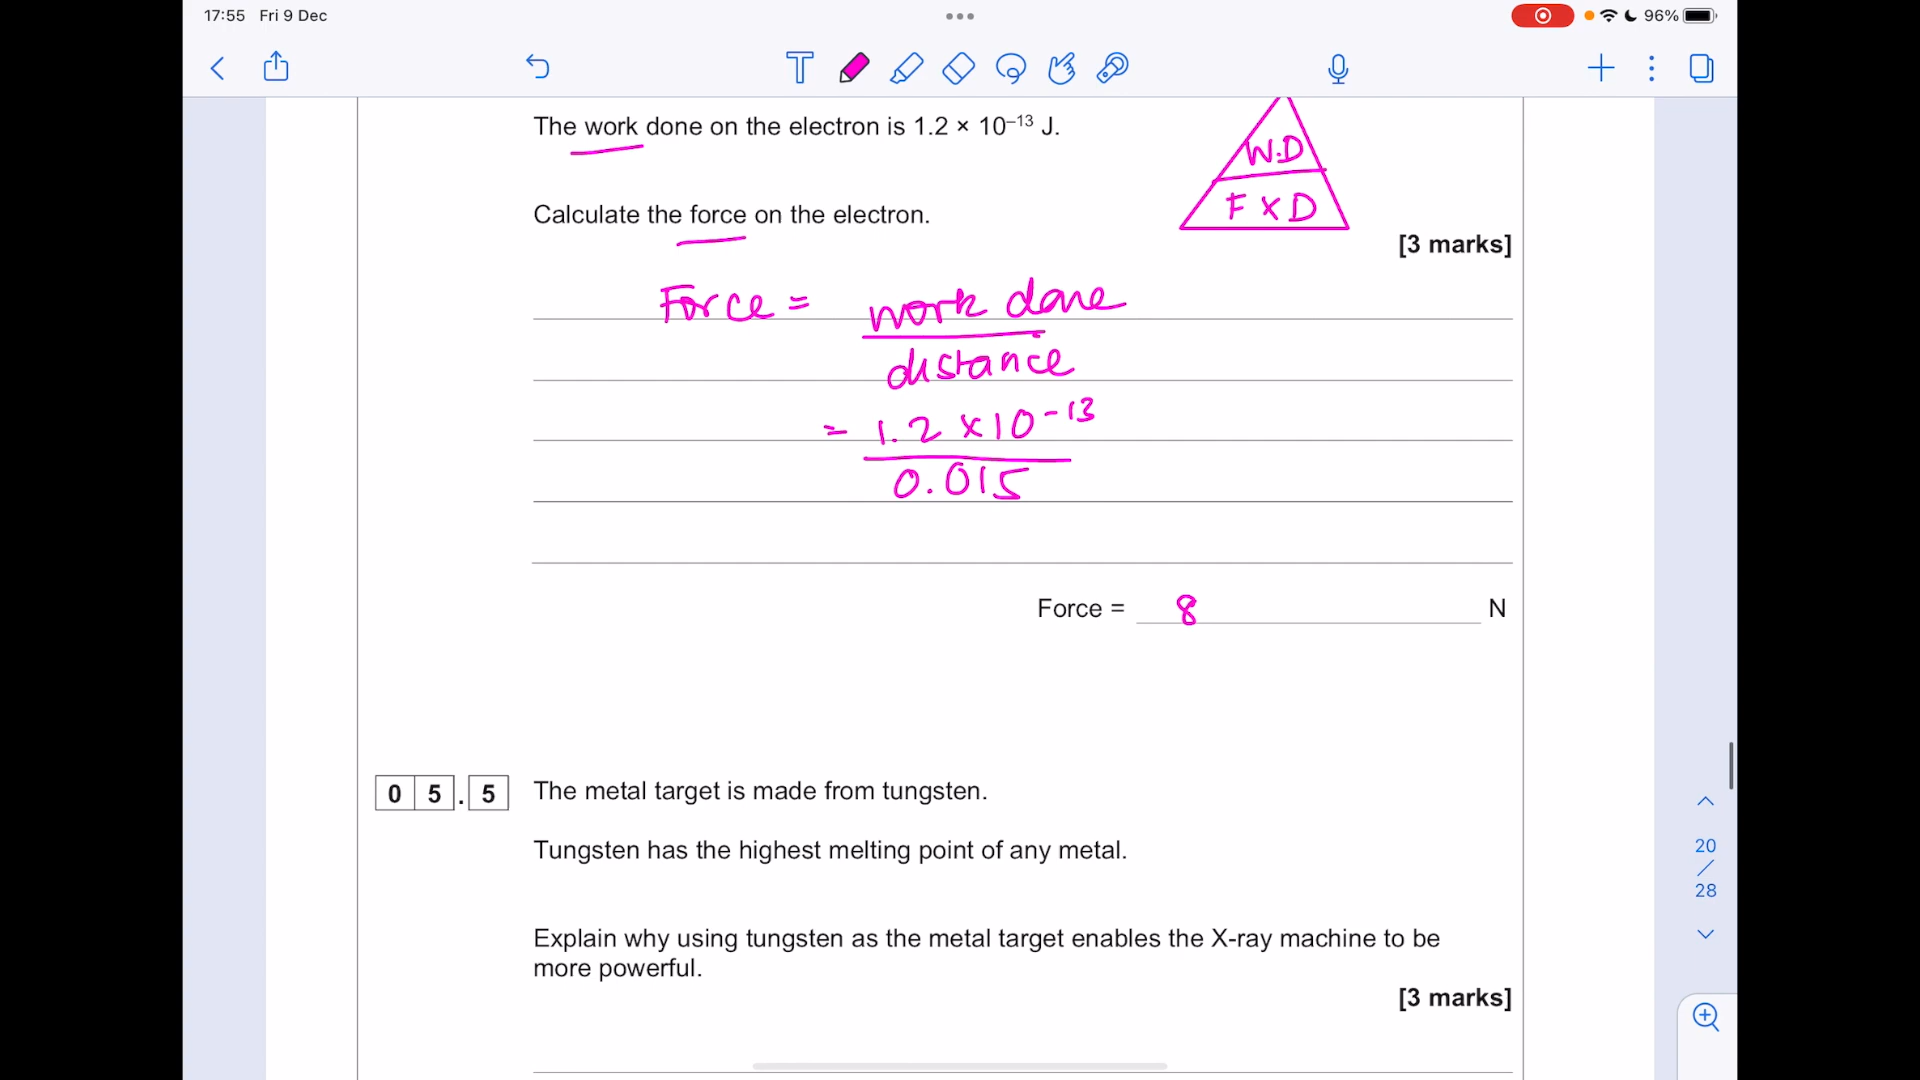 17:55 Fri 9 Dec
96%
T
The work done on the electron is 1.2 × 10⁻¹³ J.
W.D
F × D
Calculate the force on the electron.
[3 marks]
Force = work done
distance
= 1.2 × 10⁻¹³
0.015
Force = 8 N
0 5 . 5 The metal target is made from tungsten.
Tungsten has the highest melting point of any metal.
20
/
28
Explain why using tungsten as the metal target enables the X-ray machine to be
more powerful.
[3 marks]